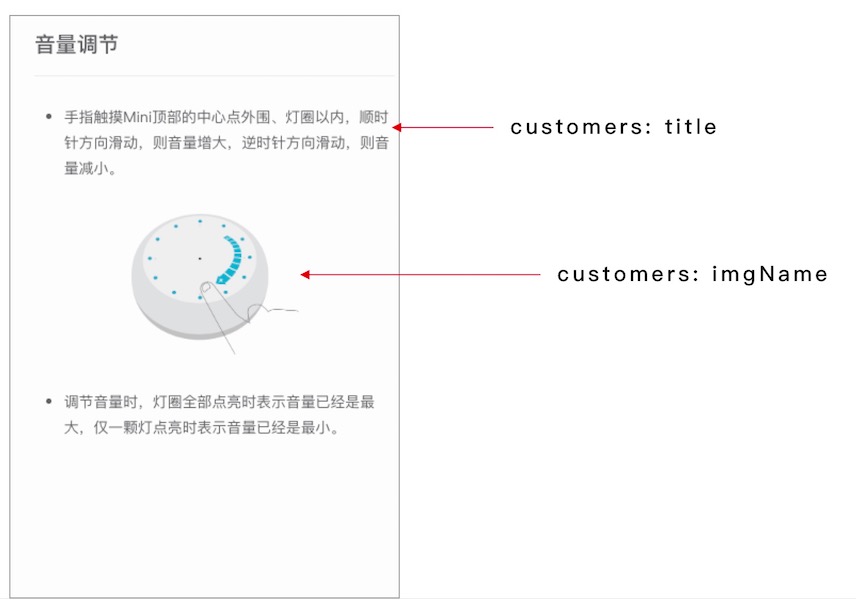 音量调节
手指触摸Mini顶部的中心点外围、灯圈以内，顺时
针方向滑动，则音量增大，逆时针方向滑动，则音
量减小。
customers: title
customers: imgName
调节音量时，灯圈全部点亮时表示音量已经是最
大，仅一颗灯点亮时表示音量已经是最小。